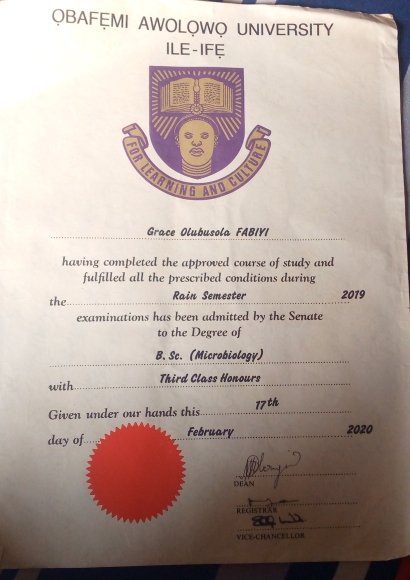 ỌBAFẸMI AWOLỌWỌ UNIVERSITY
ILE-IFẸ
FOR LEARNING AND CULTURE
Grace Olubusola FABIYI
having completed the approved course of study and
fulfilled all the prescribed conditions during
the Rain Semester 2019
examinations has been admitted by the Senate
to the Degree of
B. Sc. (Microbiology)
with Third Class Honours
Given under our hands this 17th
day of February 2020
DEAN
REGISTRAR
VICE-CHANCELLOR